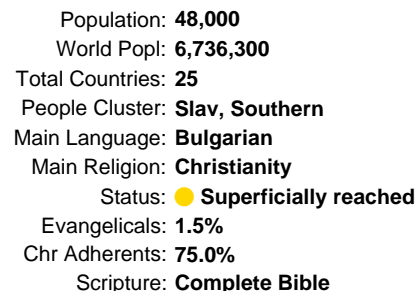 Population: 48,000
World Popl: 6,736,300
Total Countries: 25
People Cluster: Slav, Southern
Main Language: Bulgarian
Main Religion: Christianity
Status: Superficially reached
Evangelicals: 1.5%
Chr Adherents: 75.0%
Scripture: Complete Bible